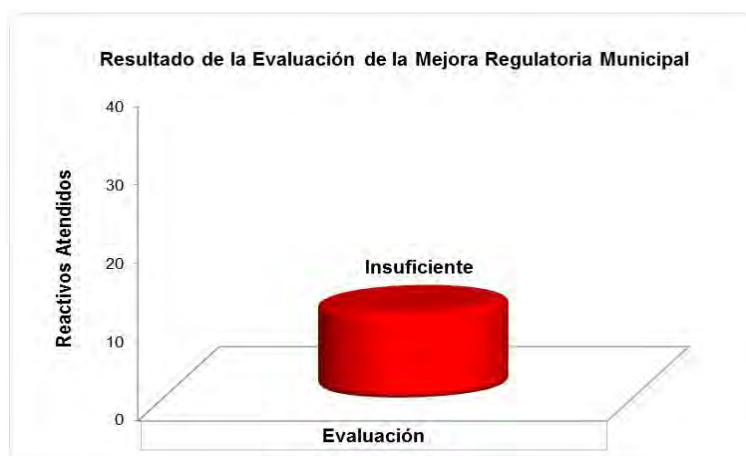 Resultado de la Evaluación de la Mejora Regulatoria Municipal
Reactivos Atendidos
40
30
20
10
0
Insuficiente
Evaluación